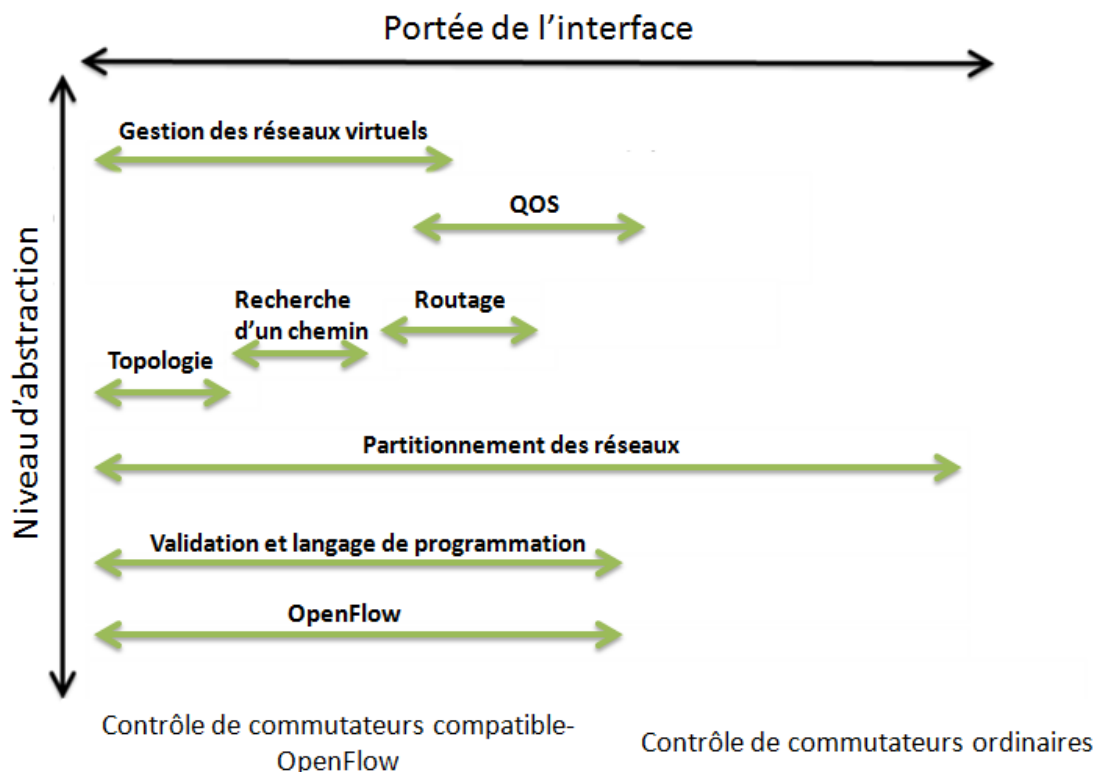 Portée de l'interface
Niveau d'abstraction
Gestion des réseaux virtuels
QOS
Recherche
d'un chemin
Routage
Topologie
Partitionnement des réseaux
Validation et langage de programmation
OpenFlow
Contrôle de commutateurs compatible-
OpenFlow
Contrôle de commutateurs ordinaires